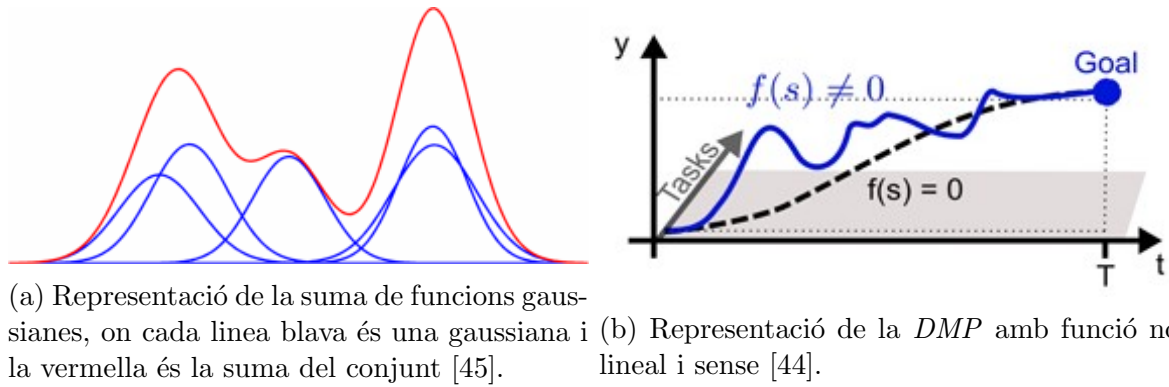 y
Goal
f(s) ≠ 0
Tasks
f(s) = 0
T
t
(a) Representació de la suma de funcions gaus-
sianes, on cada linea blava és una gaussiana i
la vermella és la suma del conjunt [45].
(b) Representació de la DMP amb funció no
lineal i sense [44].